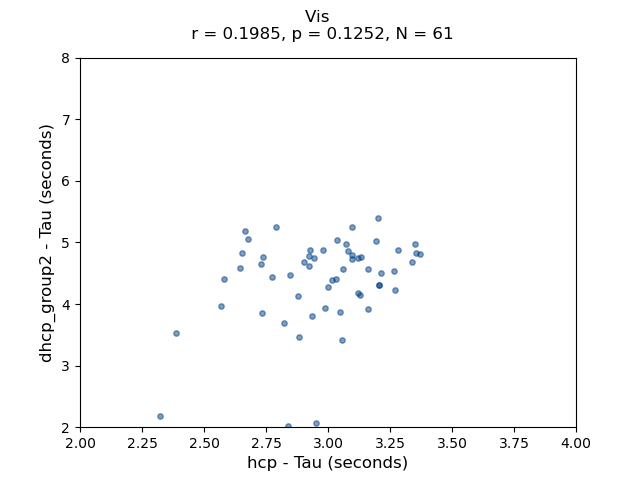 Vis
r = 0.1985, p = 0.1252, N = 61
8
7
6
5
4
3
2
dhcp_group2 - Tau (seconds)
2.00 2.25 2.50 2.75 3.00 3.25 3.50 3.75 4.00
hcp - Tau (seconds)